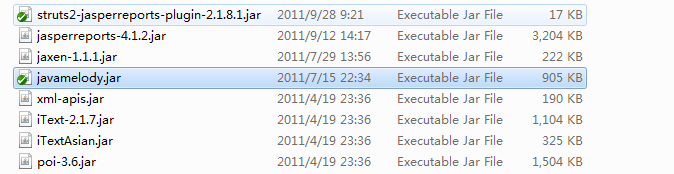 struts2-jasperreports-plugin-2.1.8.1.jar 2011/9/28 9:21 Executable Jar File 17 KB
jasperreports-4.1.2.jar 2011/9/12 14:17 Executable Jar File 3,204 KB
jaxen-1.1.1.jar 2011/7/29 13:56 Executable Jar File 222 KB
javamelody.jar 2011/7/15 22:34 Executable Jar File 905 KB
xml-apis.jar 2011/4/19 23:36 Executable Jar File 190 KB
iText-2.1.7.jar 2011/4/19 23:36 Executable Jar File 1,104 KB
iTextAsian.jar 2011/4/19 23:36 Executable Jar File 325 KB
poi-3.6.jar 2011/4/19 23:36 Executable Jar File 1,504 KB